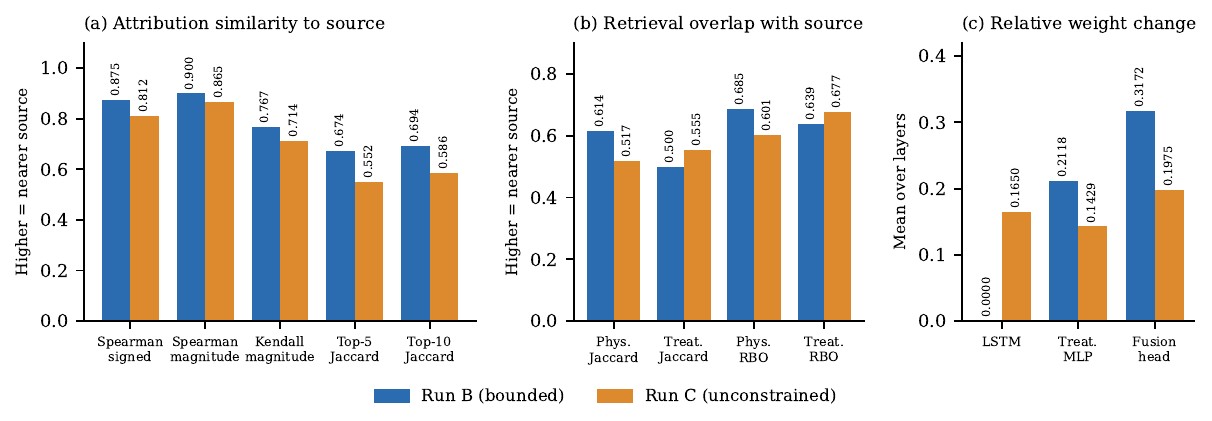 (a) Attribution similarity to source
Higher = nearer source
1.0
0.8
0.6
0.4
0.2
0.0
0.875
0.812
0.900
0.865
0.767
0.714
0.674
0.552
0.694
0.586
Spearman
signed
Spearman
magnitude
Kendall
magnitude
Top-5
Jaccard
Top-10
Jaccard
(b) Retrieval overlap with source
Higher = nearer source
0.8
0.6
0.4
0.2
0.0
0.614
0.517
0.500
0.555
0.685
0.601
0.639
0.677
Phys.
Jaccard
Treat.
Jaccard
Phys.
RBO
Treat.
RBO
(c) Relative weight change
Mean over layers
0.4
0.3
0.2
0.1
0.0
0.0000
0.1650
0.2118
0.1429
0.3172
0.1975
LSTM
Treat.
MLP
Fusion
head
Run B (bounded)
Run C (unconstrained)